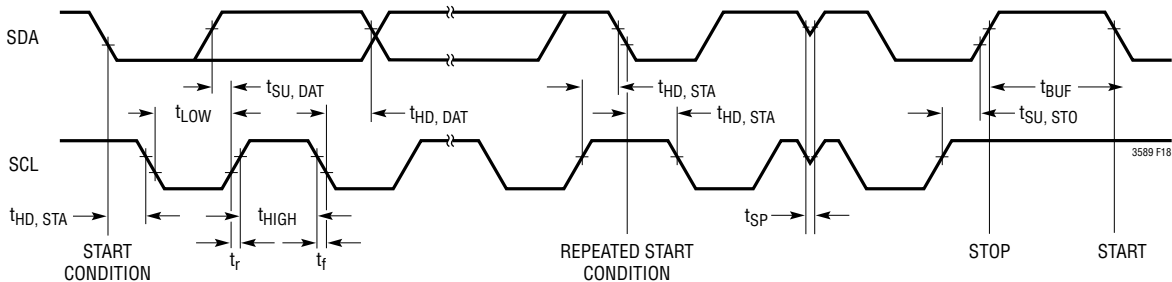 SDA
tSU, DAT
tHD, STA
tBUF
tLOW
tHD, DAT
tHD, STA
tSU, STO
SCL
3589 F18
tHD, STA
tHIGH
tSP
tr
tf
START
CONDITION
REPEATED START
CONDITION
STOP
START